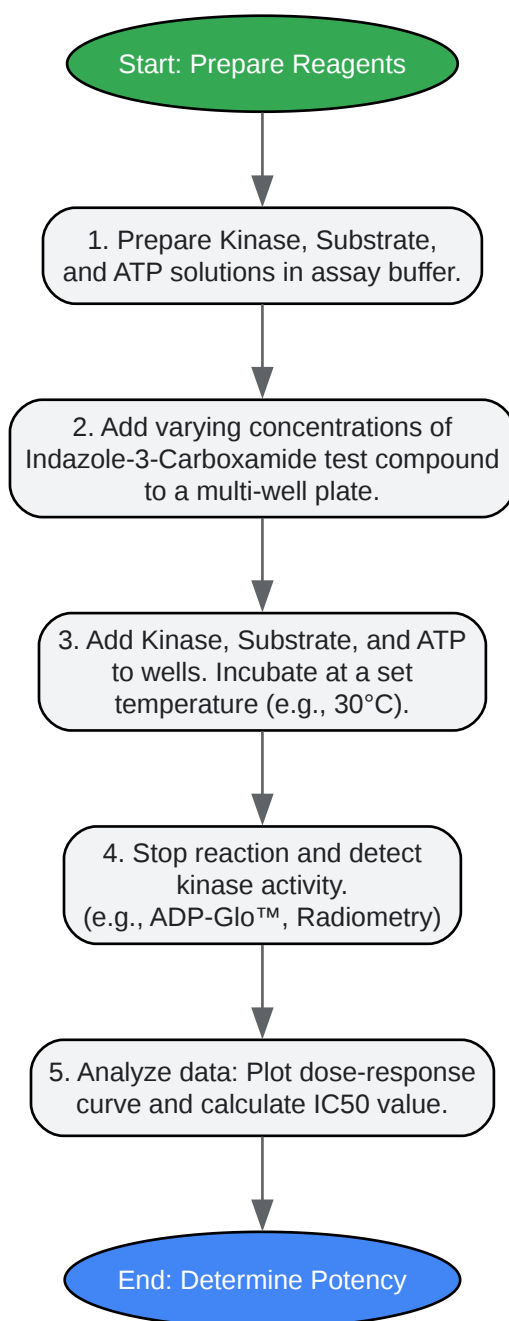 Start: Prepare Reagents
1. Prepare Kinase, Substrate,
and ATP solutions in assay buffer.
2. Add varying concentrations of
Indazole-3-Carboxamide test compound
to a multi-well plate.
3. Add Kinase, Substrate, and ATP
to wells. Incubate at a set
temperature (e.g., 30°C).
4. Stop reaction and detect
kinase activity.
(e.g., ADP-Glo™, Radiometry)
5. Analyze data: Plot dose-response
curve and calculate IC50 value.
End: Determine Potency